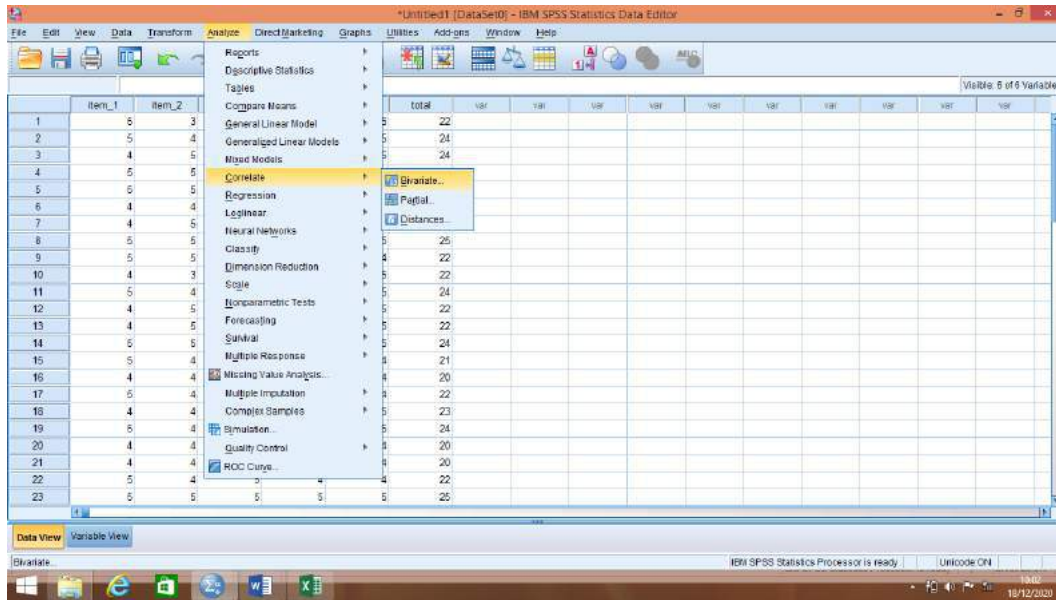 *Untitled1 [DataSet0] - IBM SPSS Statistics Data Editor
File Edit View Data Transform Analyze Direct Marketing Graphs Utilities Add-ons Window Help
Visible: 6 of 6 Variable
Reports
Descriptive Statistics
Tables
Compare Means
General Linear Model
Generalized Linear Models
Mixed Models
Correlate
Regression
Loglinear
Neural Networks
Classify
Dimension Reduction
Scale
Nonparametric Tests
Forecasting
Survival
Multiple Response
Missing Value Analysis...
Multiple Imputation
Complex Samples
Simulation...
Quality Control
ROC Curve...
Bivariate...
Partial...
Distances...
item_1 item_2 total var var var var var var var var var
1 3 22
2 5 4 5 24
3 4 5 24
4 5
5 5
6 4 4
7 4 5
8 5 5 25
9 5 5 22
10 4 3 22
11 5 4 24
12 4 5 22
13 4 5 22
14 5 24
15 5 4 21
16 4 4 20
17 4 22
18 4 4 23
19 4 24
20 4 4 20
21 4 4 20
22 5 4 4 22
23 5 5 5 5 25
Data View Variable View
Bivariate...
IBM SPSS Statistics Processor is ready Unicode:ON
10:02
18/12/2020